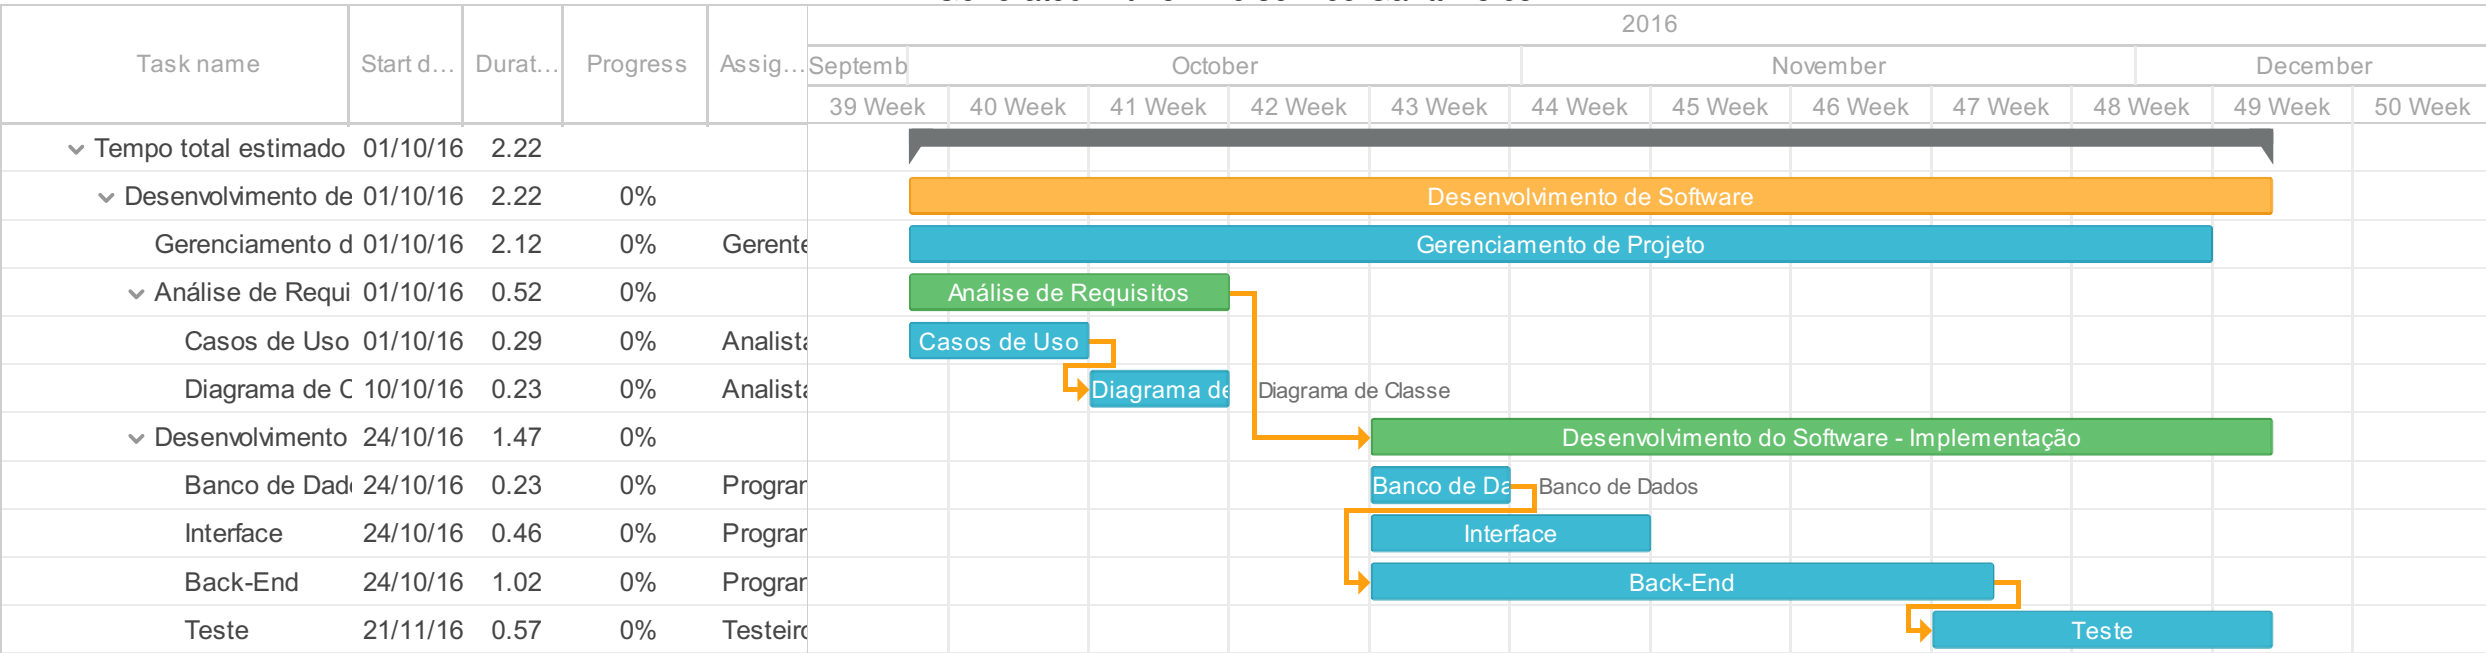 2016
Task name Start d... Durat... Progress Assig... Septemb October November December
39 Week 40 Week 41 Week 42 Week 43 Week 44 Week 45 Week 46 Week 47 Week 48 Week 49 Week 50 Week
Tempo total estimado 01/10/16 2.22
Desenvolvimento de 01/10/16 2.22 0% Desenvolvimento de Software
Gerenciamento d 01/10/16 2.12 0% Gerente Gerenciamento de Projeto
Análise de Requi 01/10/16 0.52 0% Análise de Requisitos
Casos de Uso 01/10/16 0.29 0% Analista Casos de Uso
Diagrama de C 10/10/16 0.23 0% Analista Diagrama de Diagrama de Classe
Desenvolvimento 24/10/16 1.47 0% Desenvolvimento do Software - Implementação
Banco de Dado 24/10/16 0.23 0% Program Banco de Da Banco de Dados
Interface 24/10/16 0.46 0% Program Interface
Back-End 24/10/16 1.02 0% Program Back-End
Teste 21/11/16 0.57 0% Testeiro Teste